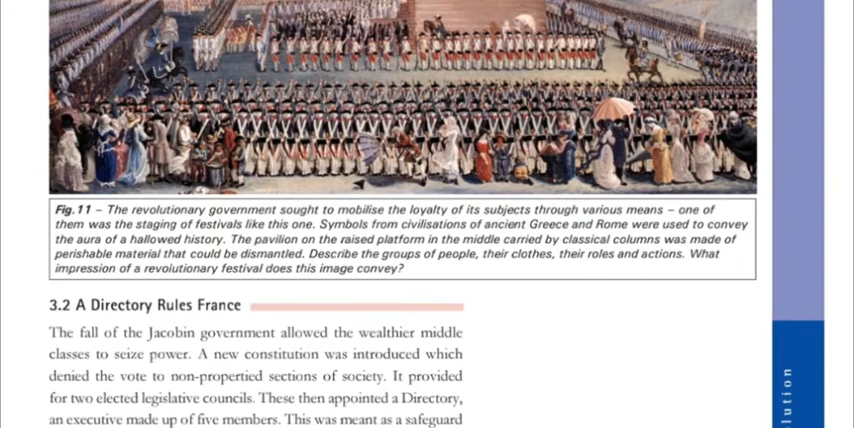 Fig.11 – The revolutionary government sought to mobilise the loyalty of its subjects through various means – one of
them was the staging of festivals like this one. Symbols from civilisations of ancient Greece and Rome were used to convey
the aura of a hallowed history. The pavilion on the raised platform in the middle carried by classical columns was made of
perishable material that could be dismantled. Describe the groups of people, their clothes, their roles and actions. What
impression of a revolutionary festival does this image convey?
3.2 A Directory Rules France
The fall of the Jacobin government allowed the wealthier middle
classes to seize power. A new constitution was introduced which
denied the vote to non-propertied sections of society. It provided
for two elected legislative councils. These then appointed a Directory,
an executive made up of five members. This was meant as a safeguard
lution